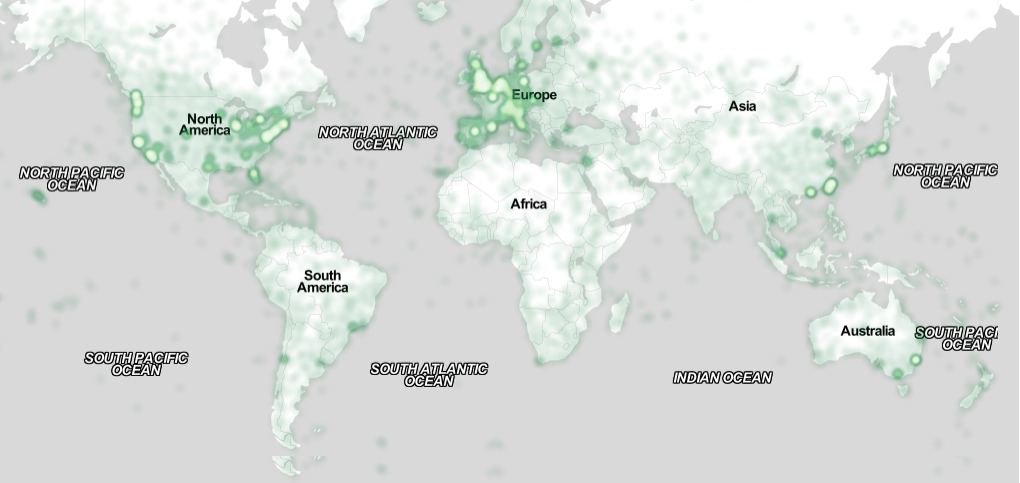 Europe
Asia
North
America
NORTH ATLANTIC
OCEAN
NORTH PACIFIC
OCEAN
NORTH PACIFIC
OCEAN
Africa
South
America
Australia
SOUTH PACI
OCEAN
SOUTH PACIFIC
OCEAN
SOUTH ATLANTIC
OCEAN
INDIAN OCEAN